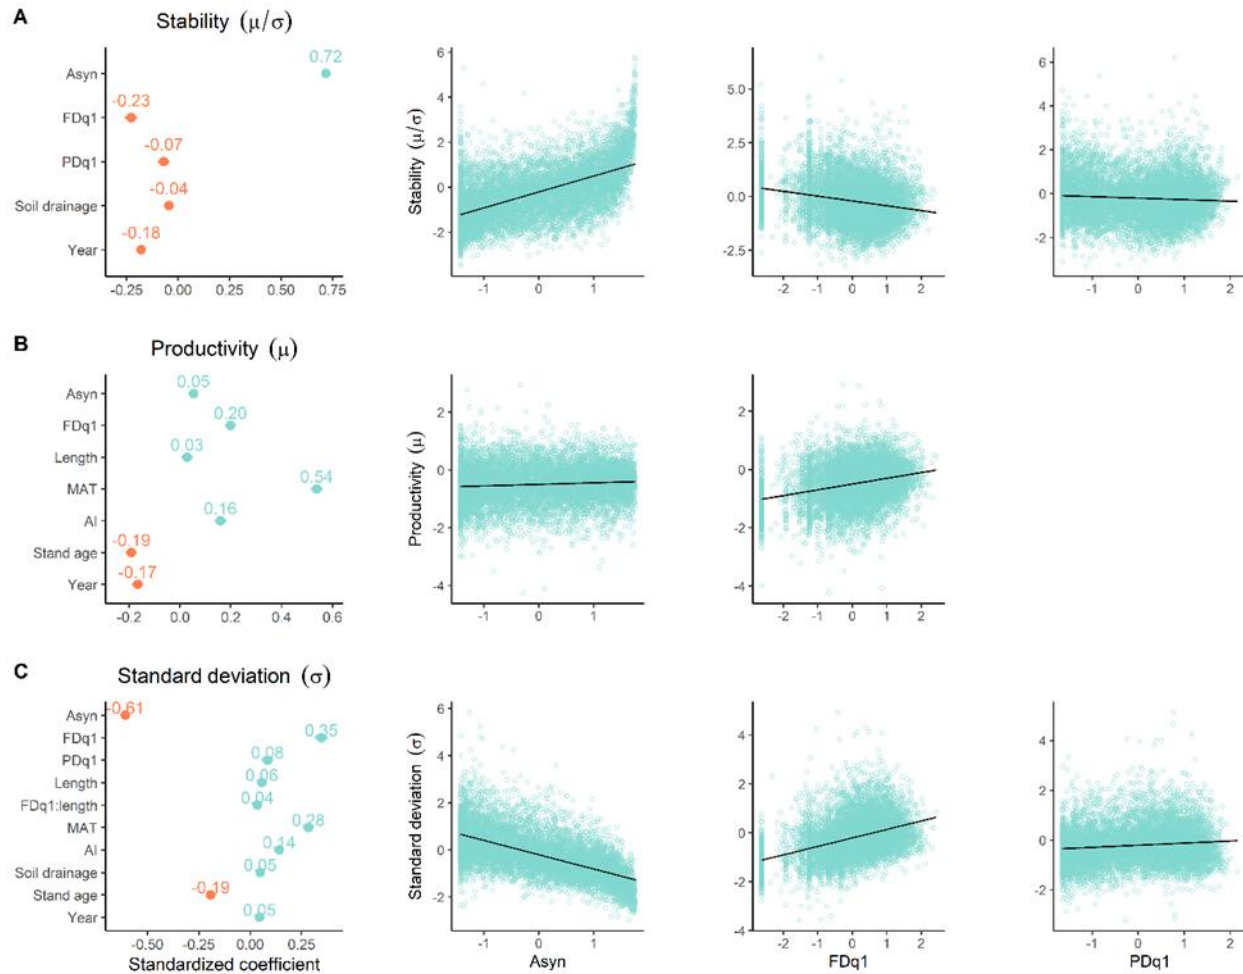 A
Stability (μ/σ)
Asyn
FDq1
PDq1
Soil drainage
Year
0.72
-0.23
-0.07
-0.04
-0.18
-0.25 0.00 0.25 0.50 0.75
Stability (μ/σ)
6
4
2
0
-2
-1 0 1
5.0
2.5
0.0
-2.5
-2 -1 0 1 2
6
4
2
0
-2
-1 0 1 2
B
Productivity (μ)
Asyn
FDq1
Length
MAT
AI
Stand age
Year
0.05
0.20
0.03
0.54
0.16
-0.19
-0.17
-0.2 0.0 0.2 0.4 0.6
Productivity (μ)
2
0
-2
-4
-1 0 1
2
0
-2
-4
-2 -1 0 1 2
C
Standard deviation (σ)
Asyn
FDq1
PDq1
Length
FDq1:length
MAT
AI
Soil drainage
Stand age
Year
-0.61
0.35
0.08
0.06
0.04
0.28
0.14
0.05
-0.19
0.05
-0.50 -0.25 0.00 0.25
Standardized coefficient
Standard deviation (σ)
6
4
2
0
-2
-1 0 1
Asyn
4
2
0
-2
-4
-2 -1 0 1 2
FDq1
4
2
0
-2
-1 0 1 2
PDq1